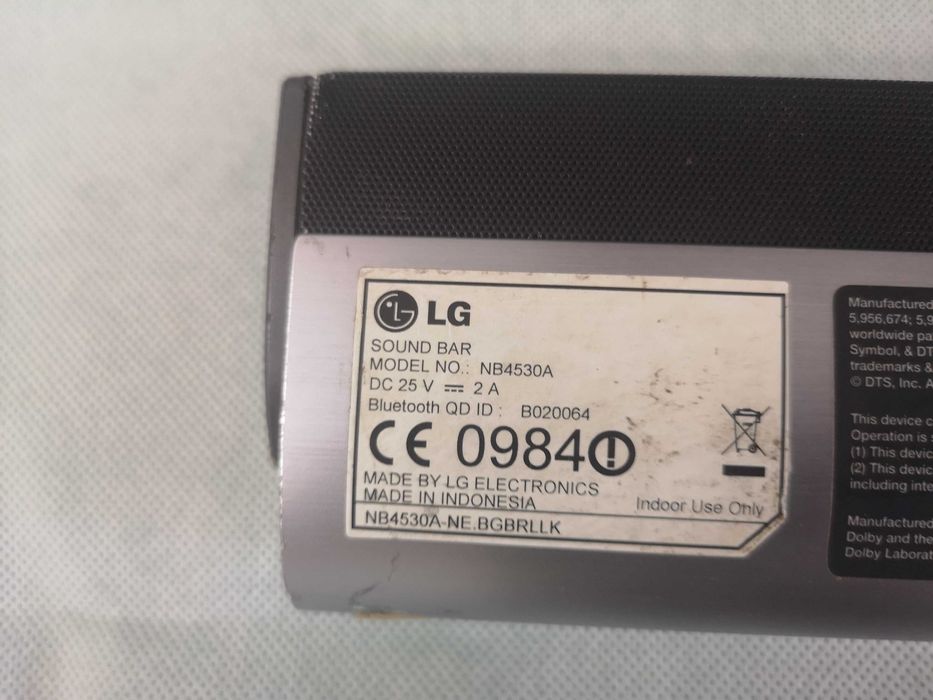 LG
SOUND BAR
MODEL NO.: NB4530A
DC 25 V ⎓ 2 A
Bluetooth QD ID : B020064
CE 0984
MADE BY LG ELECTRONICS
MADE IN INDONESIA
Indoor Use Only
NB4530A-NE.BGBRLLK
Manufactured
5,956,674; 5,9
worldwide pa
Symbol, & DT
trademarks &
© DTS, Inc. A
This device c
Operation is s
(1) This devic
(2) This devic
including inte
Manufactured
Dolby and the
Dolby Laborat